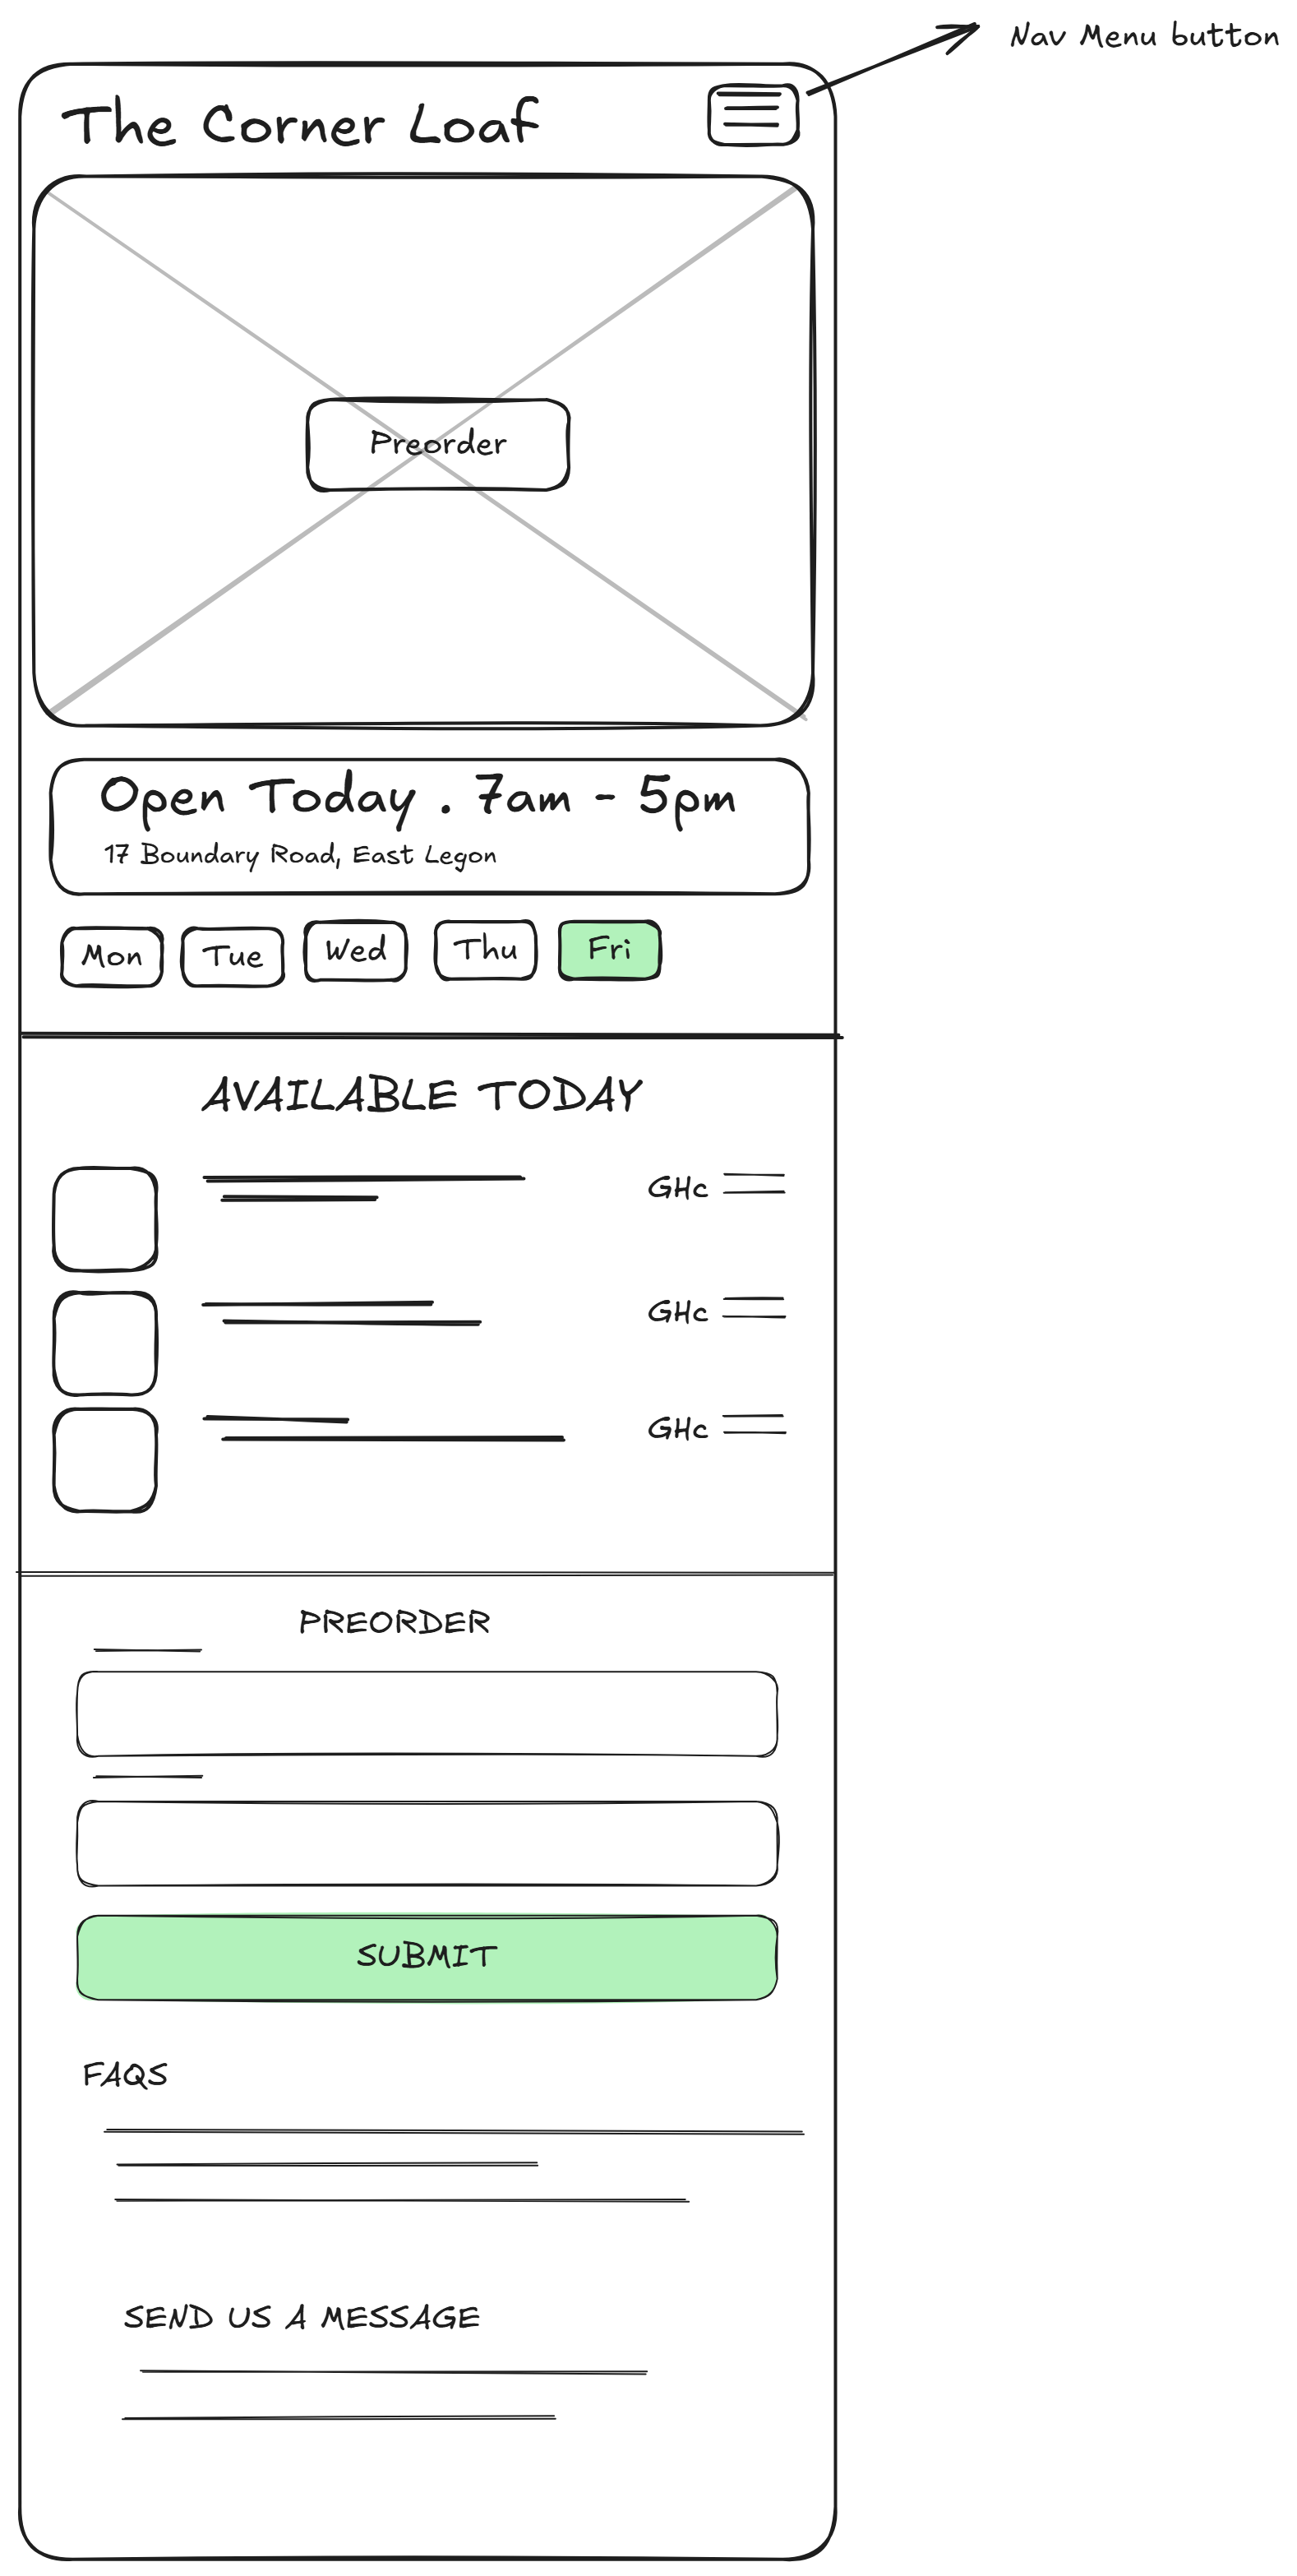 Nav Menu button
The Corner Loaf
Preorder
Open Today . 7am - 5pm
17 Boundary Road, East Legon
Mon Tue Wed Thu Fri
AVAILABLE TODAY
GHc
GHc
GHc
PREORDER
SUBMIT
FAQS
SEND US A MESSAGE